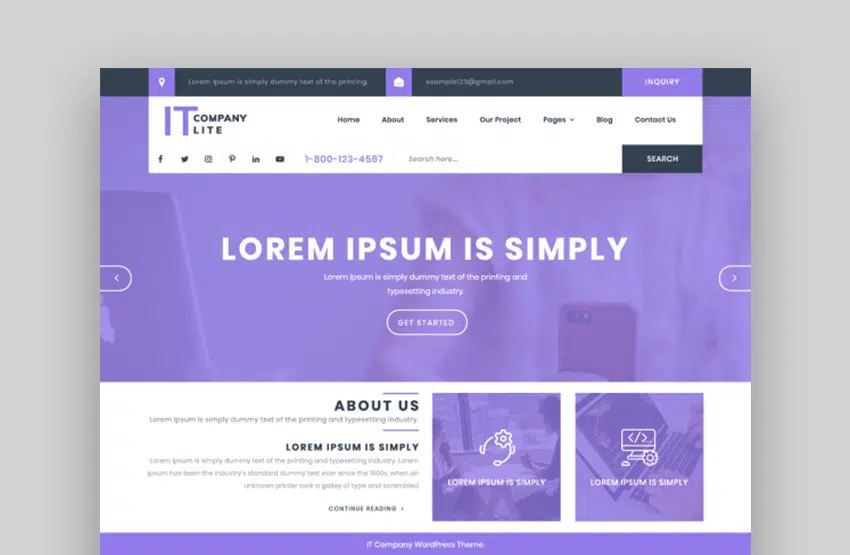 Lorem Ipsum is simply dummy text of the printing.
example123@gmail.com
INQUIRY
IT COMPANY LITE
Home About Services Our Project Pages Blog Contact Us
1-800-123-4567
Search here...
SEARCH
LOREM IPSUM IS SIMPLY
Lorem Ipsum is simply dummy text of the printing and
typesetting industry.
GET STARTED
ABOUT US
Lorem Ipsum is simply dummy text of the printing and typesetting industry.
LOREM IPSUM IS SIMPLY
Lorem Ipsum is simply dummy text of the printing and typesetting industry. Lorem
Ipsum has been the industry's standard dummy text ever since the 1500s, when an
unknown printer took a galley of type and scrambled
CONTINUE READING
LOREM IPSUM IS SIMPLY
LOREM IPSUM IS SIMPLY
IT Company WordPress Theme.